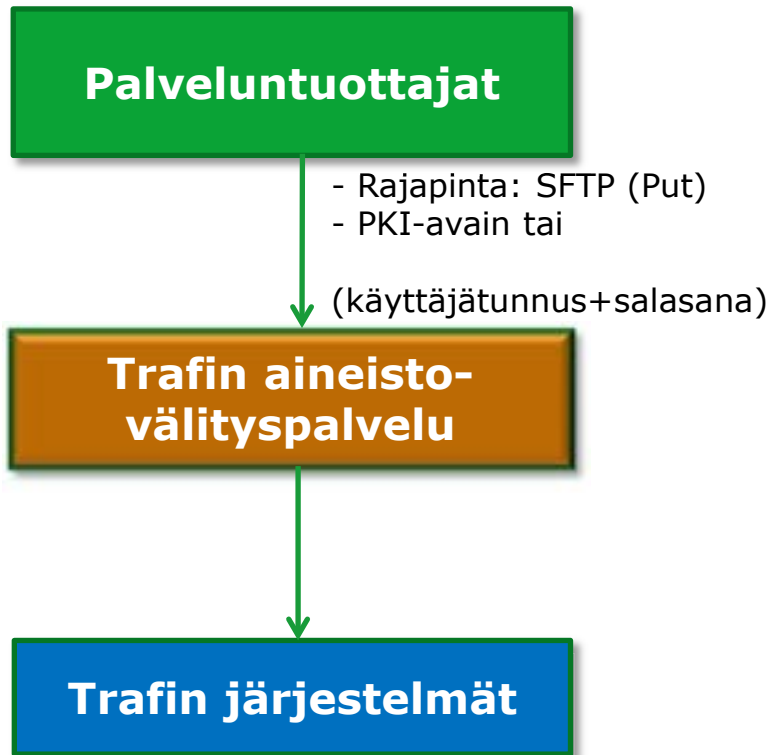 Palveluntuottajat
- Rajapinta: SFTP (Put)
- PKI-avain tai
(käyttäjätunnus+salasana)
Trafin aineisto-
välityspalvelu
Trafin järjestelmät